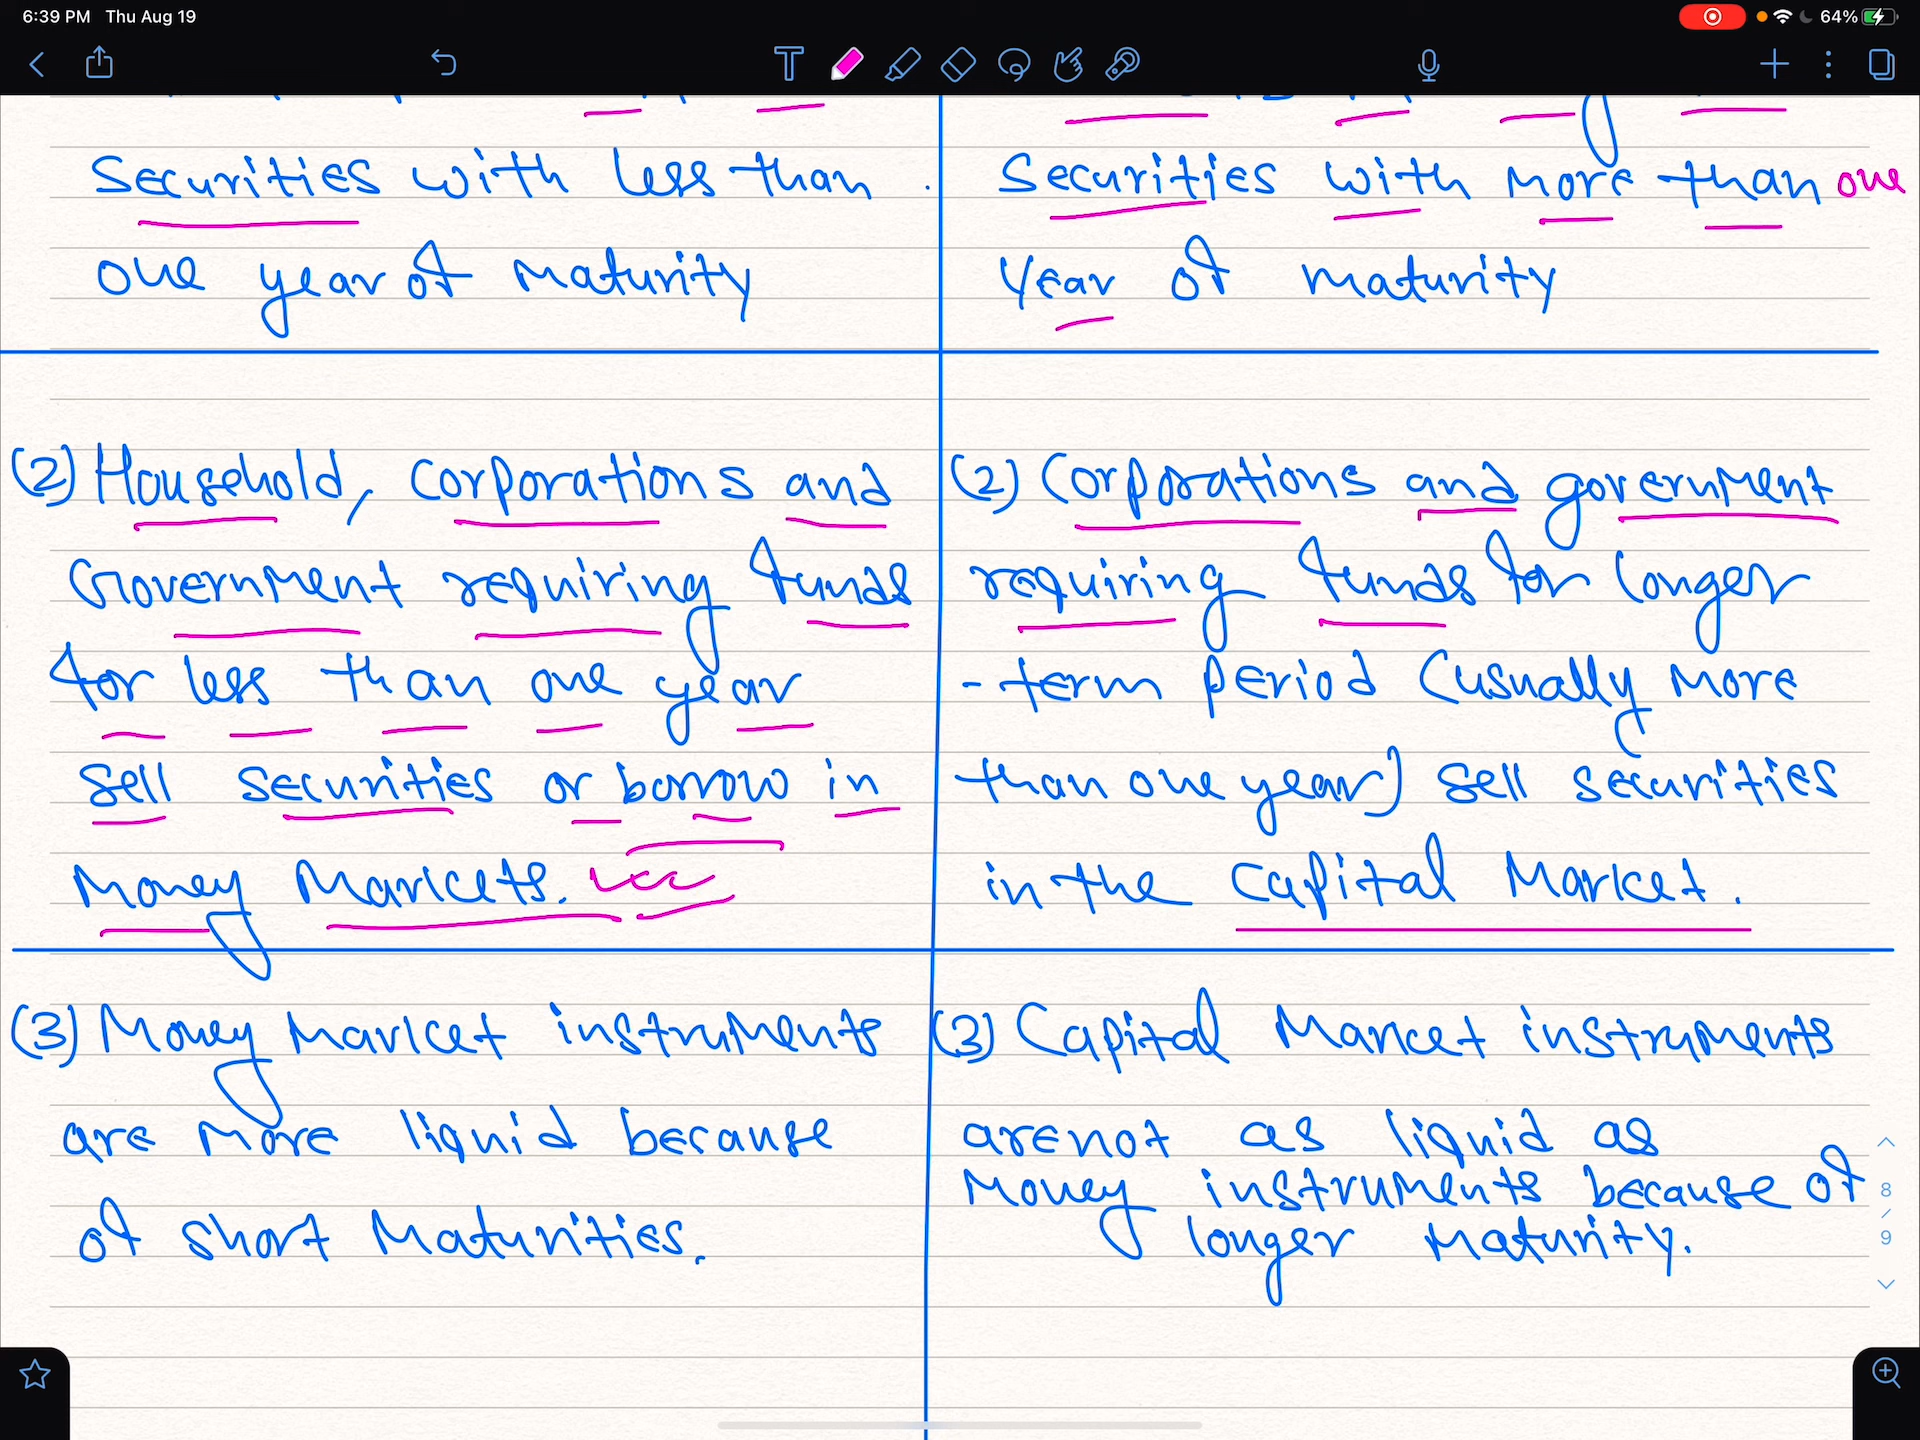 6:39 PM Thu Aug 19
64%
securities with less than
one year of maturity
securities with more than one
year of maturity
(2) Household, corporations and
Government requiring funds
for less than one year
sell securities or borrow in
money markets.
(2) Corporations and government
requiring funds for longer
-term period (usually more
than one year) sell securities
in the capital market.
(3) Money market instruments
are more liquid because
of short maturities.
(3) Capital Market instruments
are not as liquid as
money instruments because of
longer maturity.
8
/
9